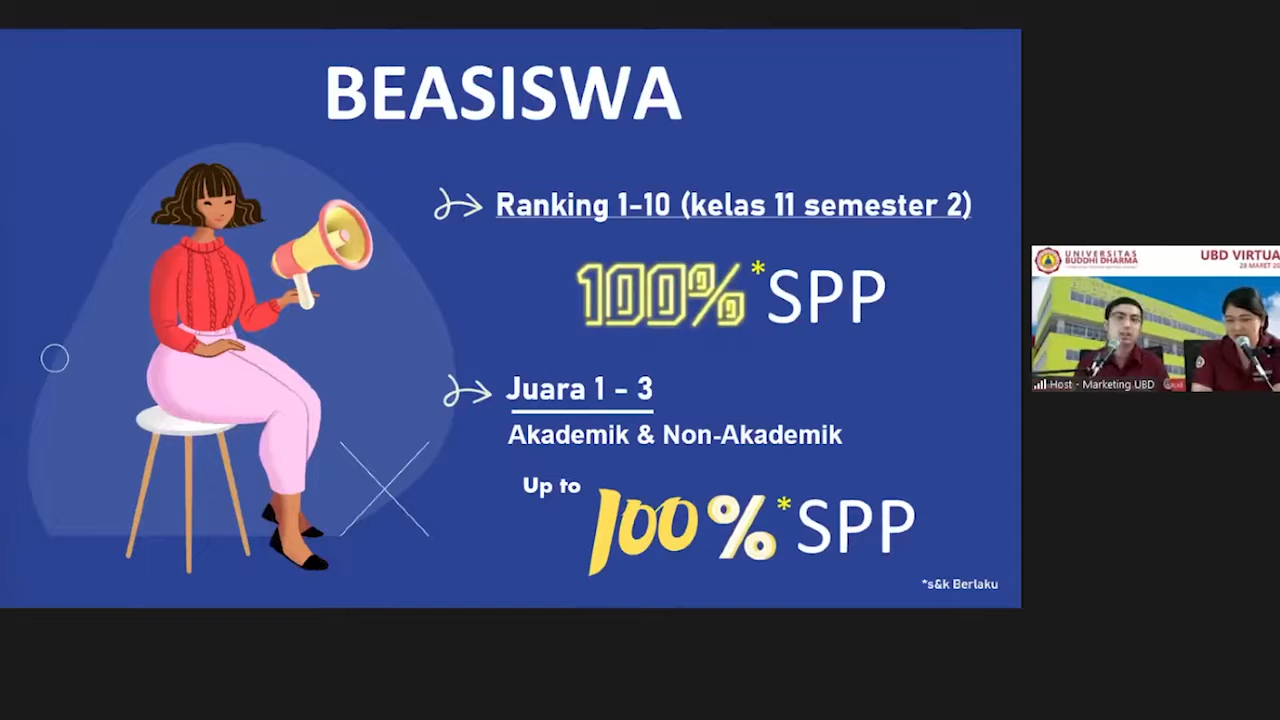 BEASISWA
Ranking 1-10 (kelas 11 semester 2)
100%*SPP
Juara 1 - 3
Akademik & Non-Akademik
Up to
100%*SPP
*s&k Berlaku
UNIVERSITAS
BUDDHI DHARMA
UBD VIRTUA
28 MARET 20
Host - Marketing UBD